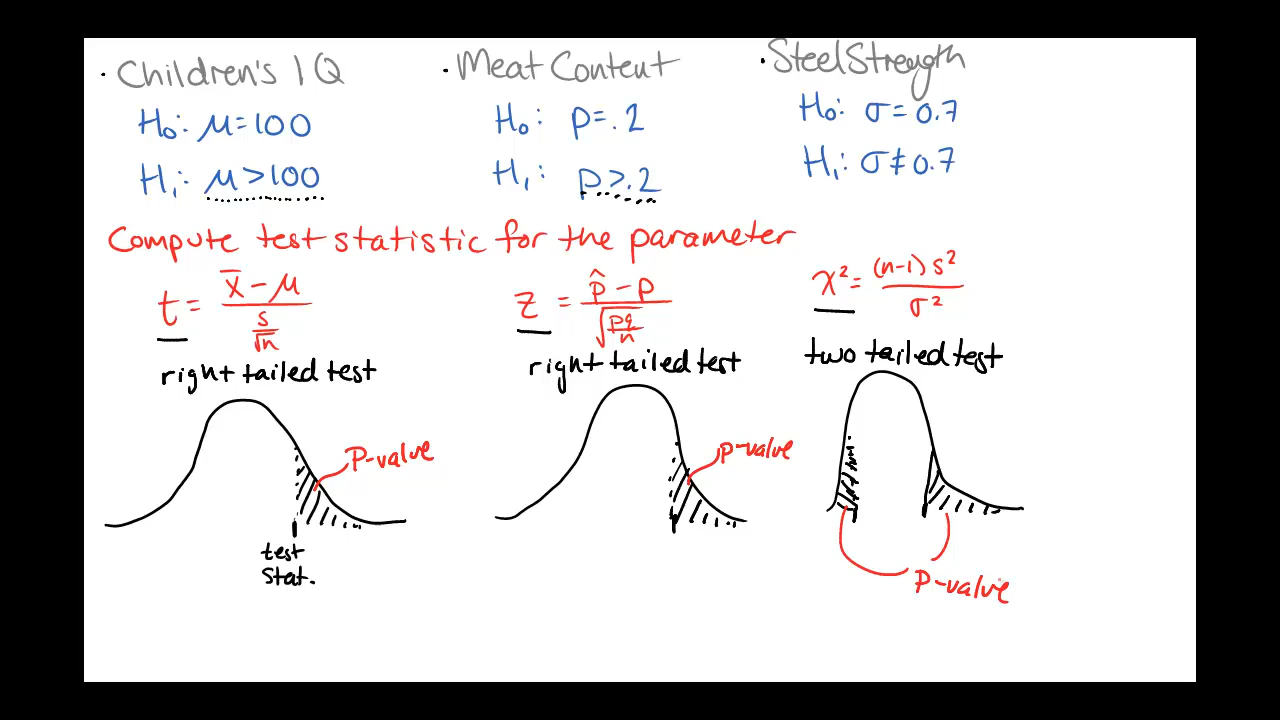 · Children's IQ
H₀: μ=100
H₁: μ>100
· Meat Content
H₀: p=.2
H₁: p>.2
· Steel Strength
H₀: σ=0.7
H₁: σ≠0.7
Compute test statistic for the parameter
t = (x̄-μ)/(s/√n)
right tailed test
P-value
test
stat.
z = (p̂-p)/√(pq/n)
right tailed test
p-value
χ²= (n-1)s²/σ²
two tailed test
P-value